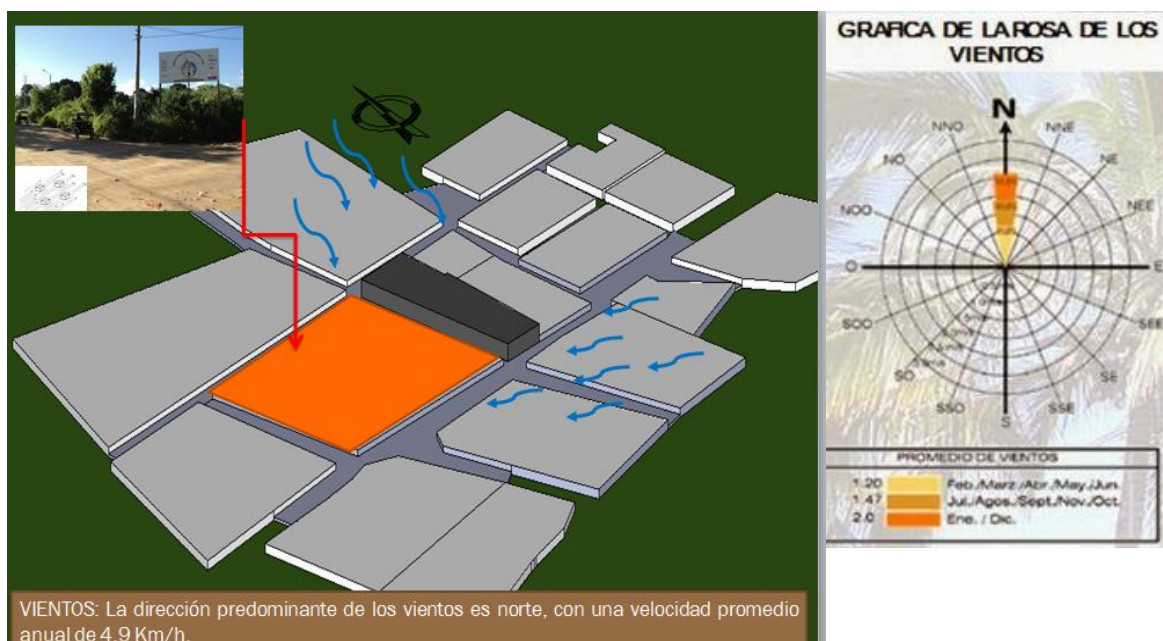 GRAFICA DE LA ROSA DE LOS
VIENTOS
N
NNO
NNE
NO
NE
NOO
NEE
O
E
SOO
SEE
SO
SE
SSO
SSE
S
PROMEDIO DE VIENTOS
1.20 Feb./Marz./Abr./May./Jun.
1.47 Jul./Agos./Sept./Nov./Oct.
2.0 Ene. / Dic.
VIENTOS: La dirección predominante de los vientos es norte, con una velocidad promedio
anual de 4.9 Km/h.